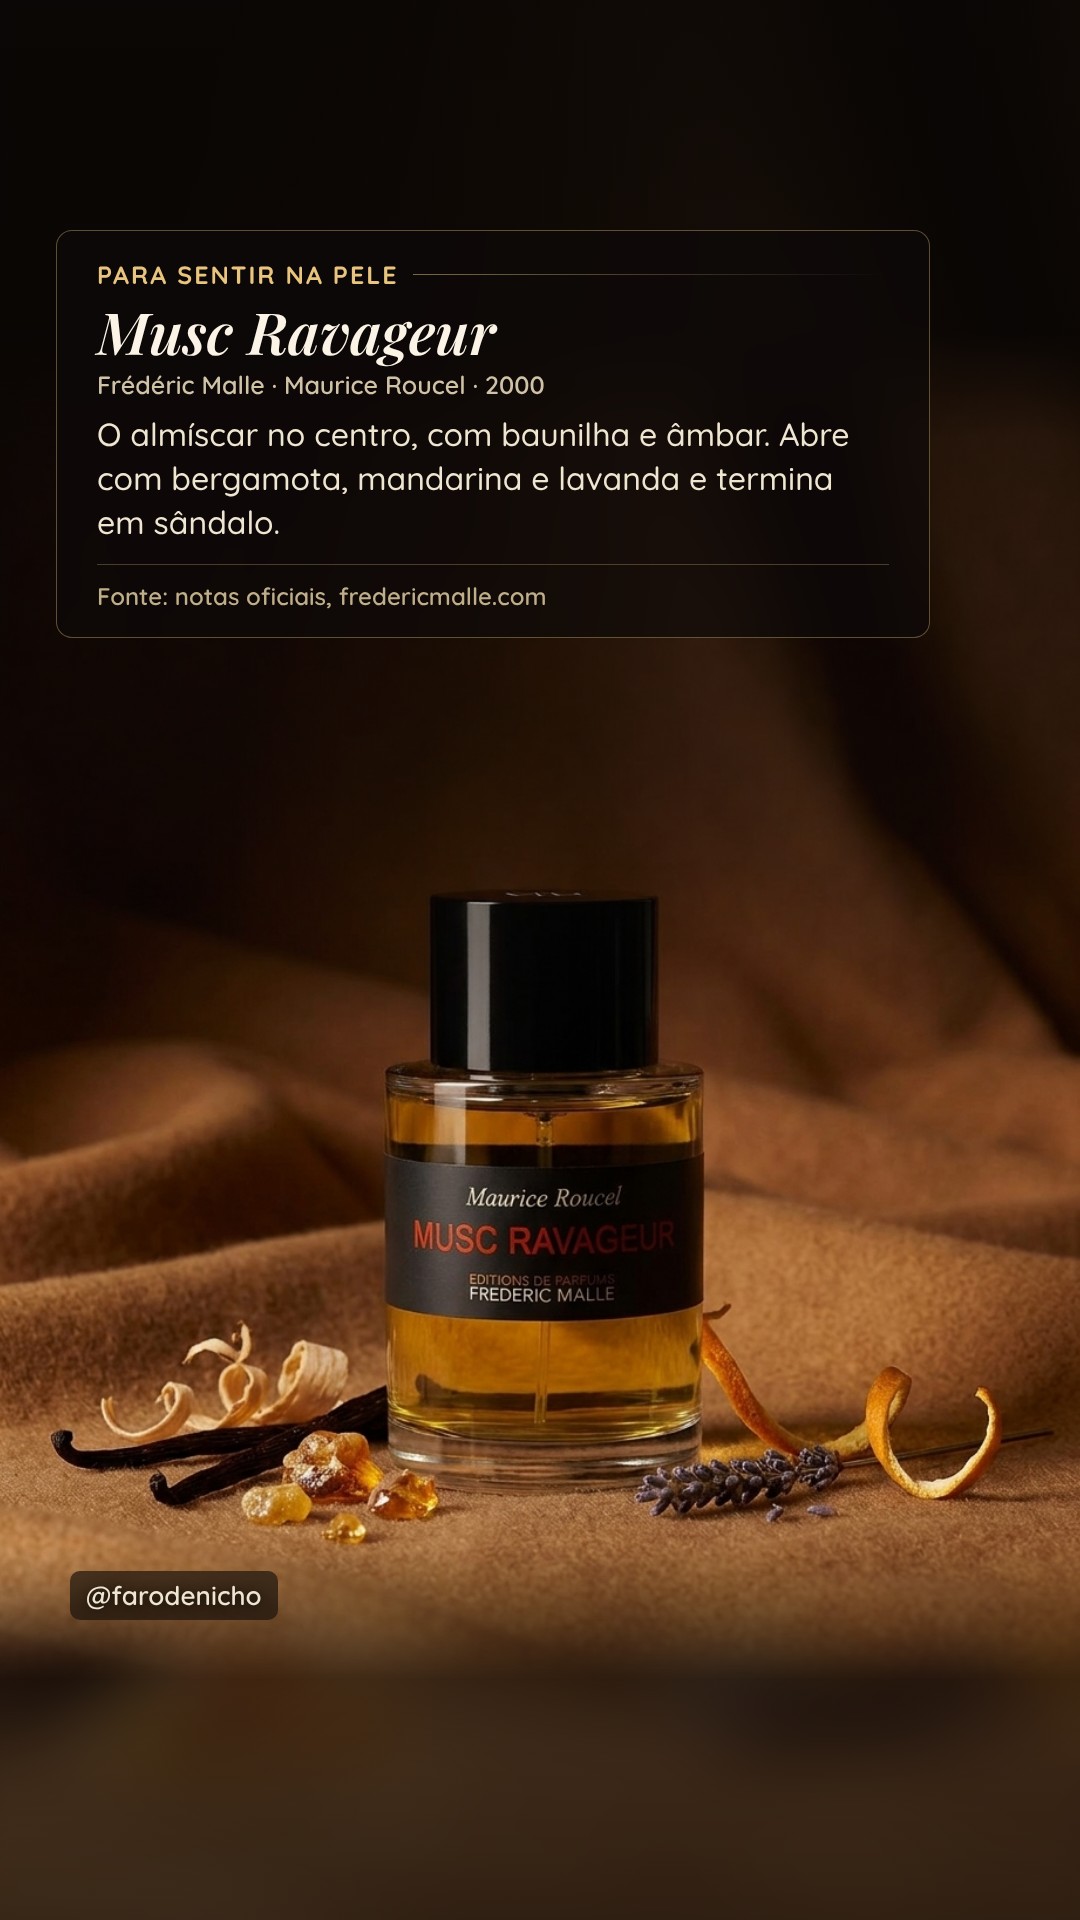 PARA SENTIR NA PELE
Musc Ravageur
Frédéric Malle · Maurice Roucel · 2000
O almíscar no centro, com baunilha e âmbar. Abre
com bergamota, mandarina e lavanda e termina
em sândalo.
Fonte: notas oficiais, fredericmalle.com
Maurice Roucel
MUSC RAVAGEUR
EDITIONS DE PARFUMS
FREDERIC MALLE
@farodenicho